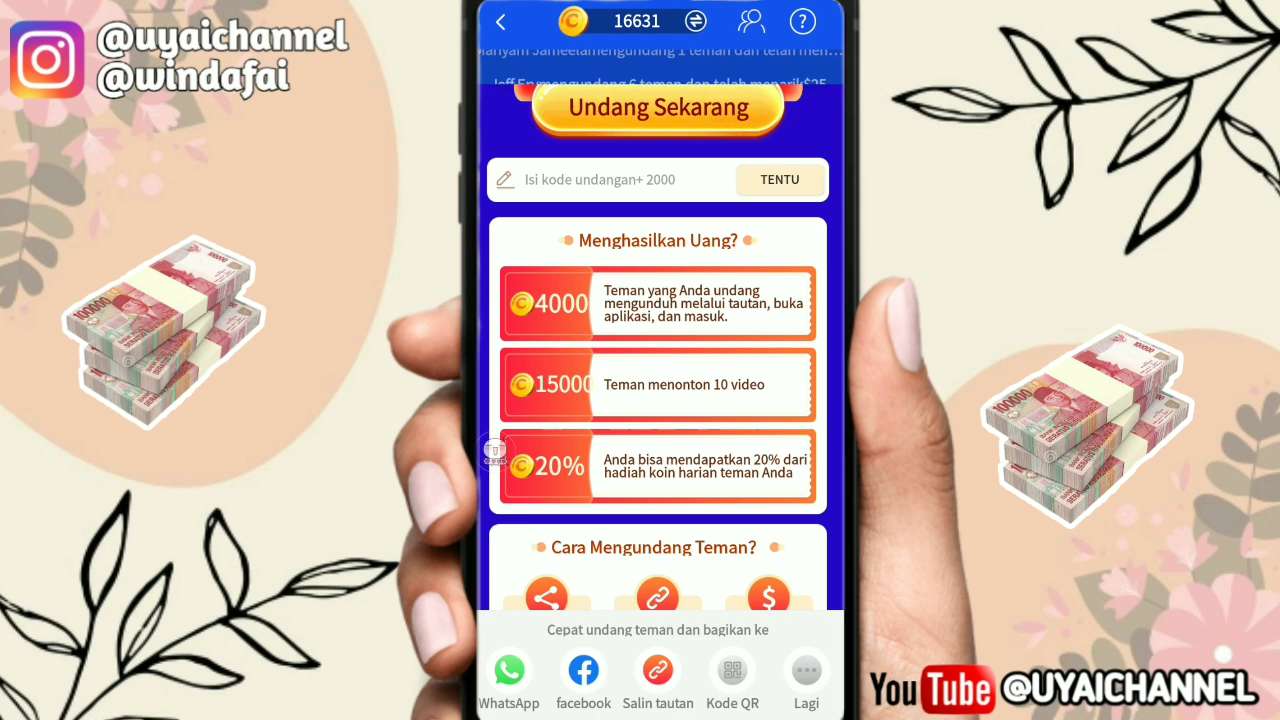 @uyaichannel
@windafai
16631
?
mengundang 1 teman dan telah men...
mengundang 6 teman dan telah menarik$25
Undang Sekarang
Isi kode undangan+ 2000
TENTU
Menghasilkan Uang?
4000
Teman yang Anda undang
mengunduh melalui tautan, buka
aplikasi, dan masuk.
15000
Teman menonton 10 video
20%
Anda bisa mendapatkan 20% dari
hadiah koin harian teman Anda
Cara Mengundang Teman?
$
Cepat undang teman dan bagikan ke
WhatsApp
facebook
Salin tautan
Kode QR
Lagi
100000
100000
YouTube @UYAICHANNEL